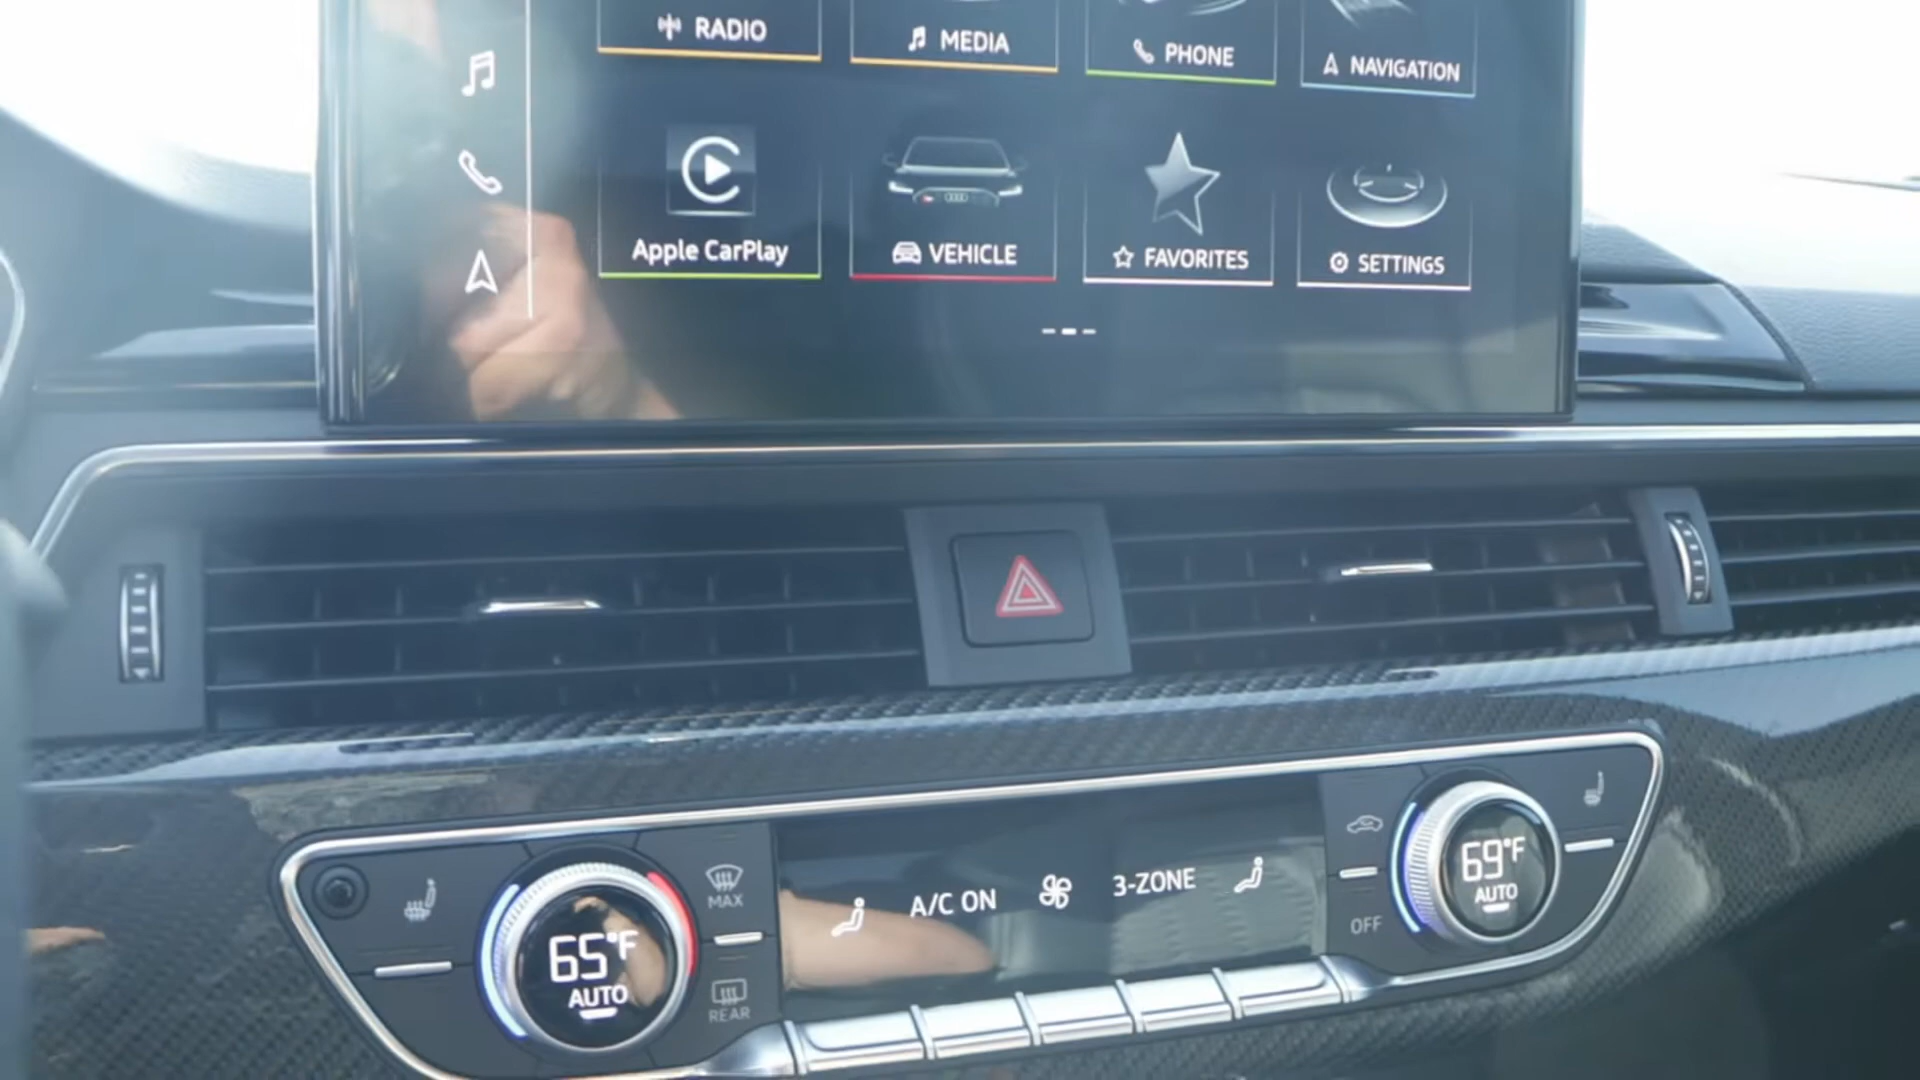 RADIO
MEDIA
PHONE
NAVIGATION
Apple CarPlay
VEHICLE
FAVORITES
SETTINGS
MAX
A/C ON
3-ZONE
69°F
AUTO
OFF
65°F
AUTO
REAR